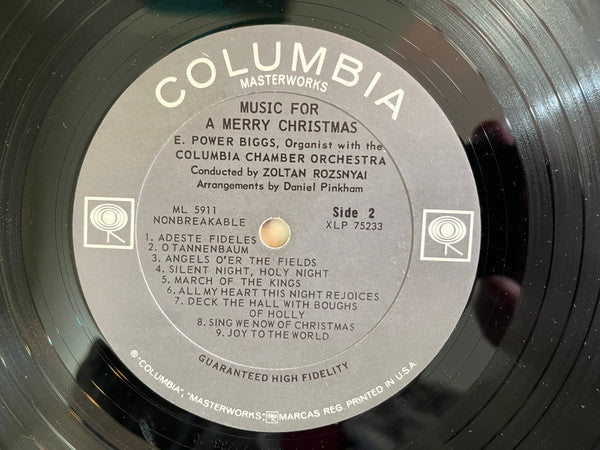 COLUMBIA
MASTERWORKS
MUSIC FOR
A MERRY CHRISTMAS
E. POWER BIGGS, Organist with the
COLUMBIA CHAMBER ORCHESTRA
Conducted by ZOLTAN ROZSNYAI
Arrangements by Daniel Pinkham
ML 5911
NONBREAKABLE
Side 2
XLP 75233
1. ADESTE FIDELES
2. O TANNENBAUM
3. ANGELS O'ER THE FIELDS
4. SILENT NIGHT, HOLY NIGHT
5. MARCH OF THE KINGS
6. ALL MY HEART THIS NIGHT REJOICES
7. DECK THE HALL WITH BOUGHS
OF HOLLY
8. SING WE NOW OF CHRISTMAS
9. JOY TO THE WORLD
GUARANTEED HIGH FIDELITY
® "COLUMBIA", "MASTERWORKS", MARCAS REG. PRINTED IN U.S.A.